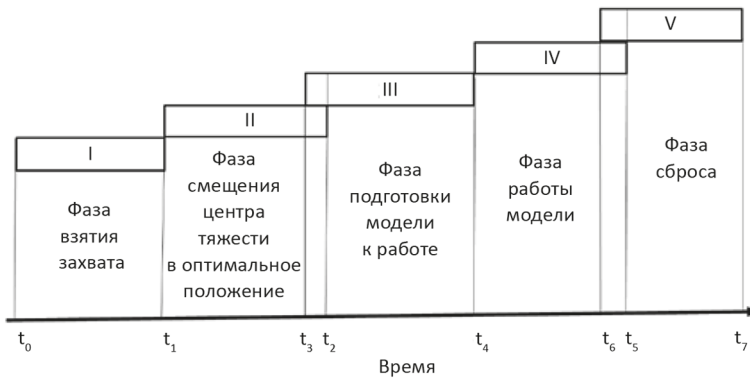 V
IV
III
II
I
Фаза
взятия
захвата
Фаза
смещения
центра
тяжести
в оптимальное
положение
Фаза
подготовки
модели
к работе
Фаза
работы
модели
Фаза
сброса
t0 t1 t3 t2 t4 t6 t5 t7
Время